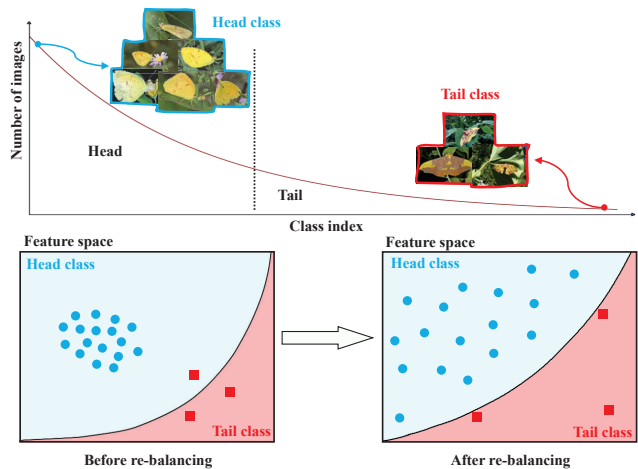 Number of images
Head class
Tail class
Head
Tail
Class index
Feature space
Head class
Tail class
Before re-balancing
Feature space
Head class
Tail class
After re-balancing